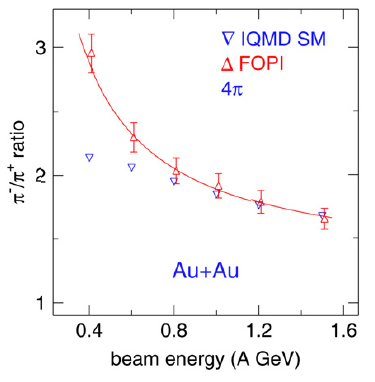 3
2
1
π⁻/π⁺ ratio
▽ IQMD SM
△ FOPI
4π
Au+Au
0.4 0.8 1.2 1.6
beam energy (A GeV)